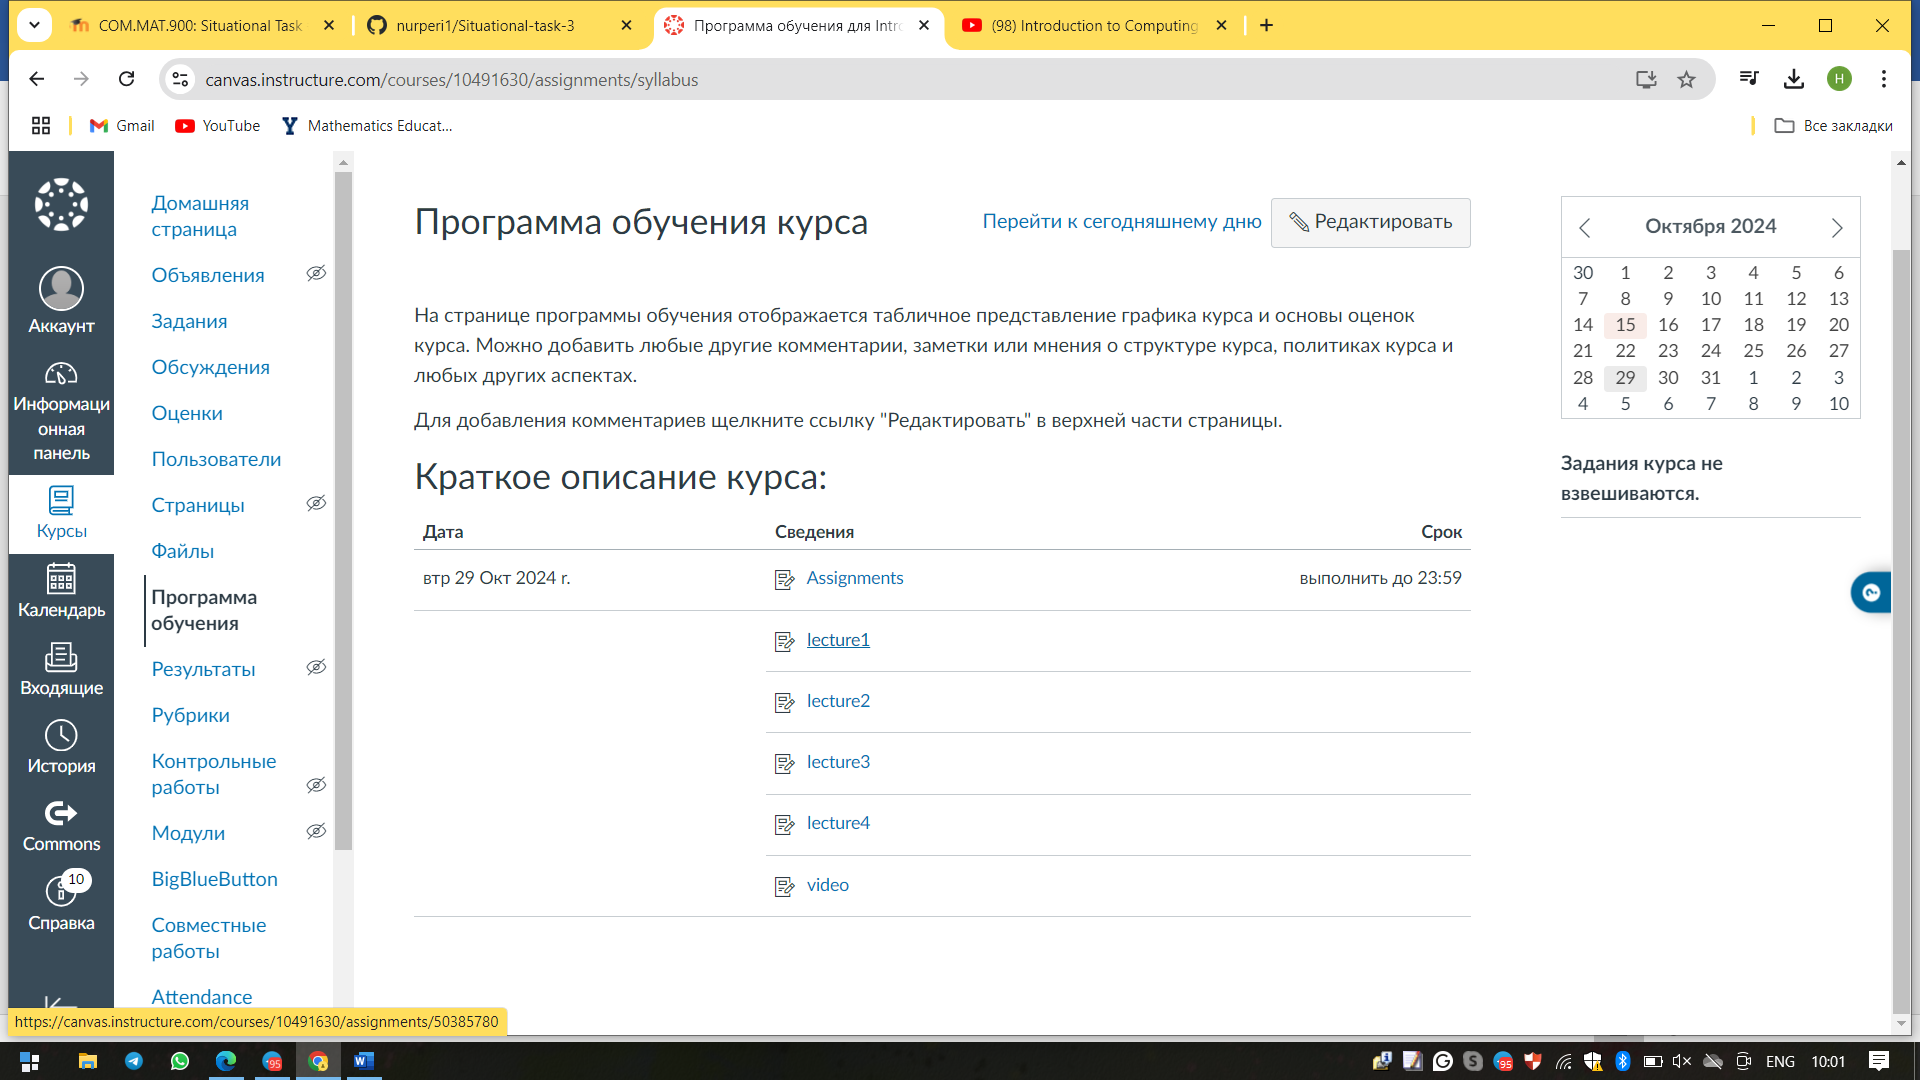 COM.MAT.900: Situational Task
nurperi1/Situational-task-3
Программа обучения для Intro
(98) Introduction to Computing
canvas.instructure.com/courses/10491630/assignments/syllabus
H
Gmail
YouTube
Mathematics Educat...
Все закладки
Аккаунт
Информаци
онная
панель
Курсы
Календарь
Входящие
История
Commons
10
Справка
Домашняя
страница
Объявления
Задания
Обсуждения
Оценки
Пользователи
Страницы
Файлы
Программа
обучения
Результаты
Рубрики
Контрольные
работы
Модули
BigBlueButton
Совместные
работы
Attendance
Программа обучения курса
Перейти к сегодняшнему дню
Редактировать
На странице программы обучения отображается табличное представление графика курса и основы оценок
курса. Можно добавить любые другие комментарии, заметки или мнения о структуре курса, политиках курса и
любых других аспектах.
Для добавления комментариев щелкните ссылку "Редактировать" в верхней части страницы.
Краткое описание курса:
Дата Сведения Срок
втр 29 Окт 2024 г. Assignments выполнить до 23:59
lecture1
lecture2
lecture3
lecture4
video
Октября 2024
30 1 2 3 4 5 6
7 8 9 10 11 12 13
14 15 16 17 18 19 20
21 22 23 24 25 26 27
28 29 30 31 1 2 3
4 5 6 7 8 9 10
Задания курса не
взвешиваются.
https://canvas.instructure.com/courses/10491630/assignments/50385780
95
95
ENG
10:01